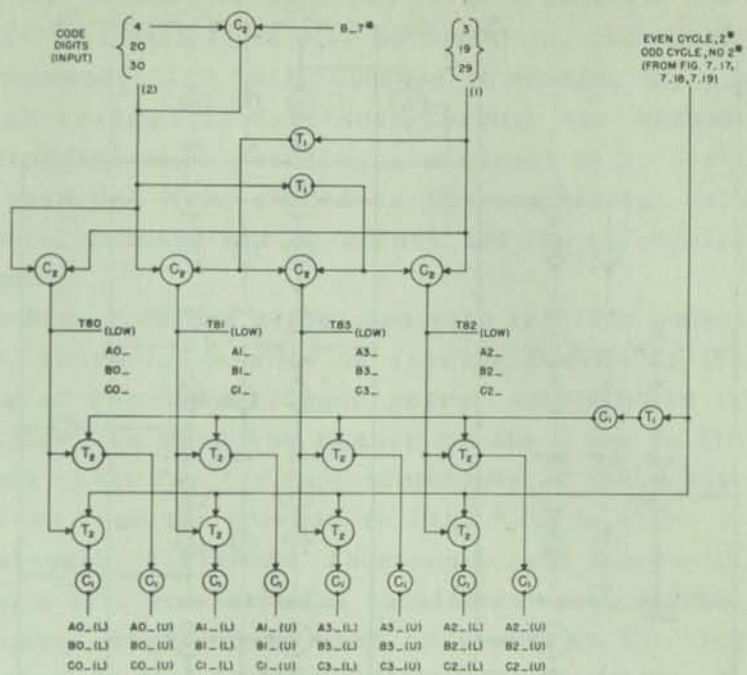 CODE DIGITS (INPUT)
4
20
30
(2)
C2
B_7*
3
19
29
(1)
EVEN CYCLE, 2*
ODD CYCLE, NO 2*
(FROM FIG. 7.17,
7.18, 7.19)
T1
T1
C2 C2 C2 C2
TB0 (LOW) TB1 (LOW) TB3 (LOW) TB2 (LOW)
A0_ A1_ A3_ A2_
B0_ B1_ B3_ B2_
C0_ C1_ C3_ C2_
C1 T1
T2 T2 T2 T2
T2 T2 T2 T2
C1 C1 C1 C1 C1 C1 C1 C1
A0_(L) A0_(U) A1_(L) A1_(U) A3_(L) A3_(U) A2_(L) A2_(U)
B0_(L) B0_(U) B1_(L) B1_(U) B3_(L) B3_(U) B2_(L) B2_(U)
C0_(L) C0_(U) C1_(L) C1_(U) C3_(L) C3_(U) C2_(L) C2_(U)